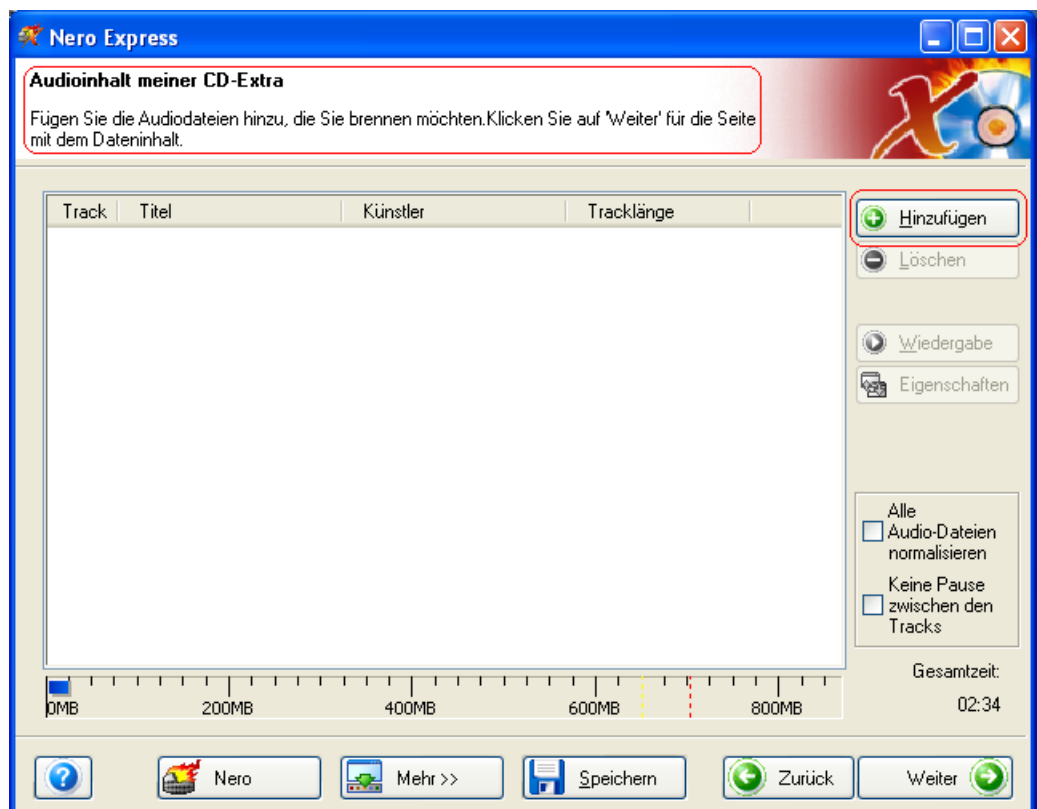 Nero Express
Audioinhalt meiner CD-Extra
Fügen Sie die Audiodateien hinzu, die Sie brennen möchten.Klicken Sie auf 'Weiter' für die Seite
mit dem Dateninhalt.
Track Titel Künstler Tracklänge
Hinzufügen
Löschen
Wiedergabe
Eigenschaften
Alle
Audio-Dateien
normalisieren
Keine Pause
zwischen den
Tracks
Gesamtzeit:
02:34
0MB 200MB 400MB 600MB 800MB
Nero Mehr >> Speichern Zurück Weiter